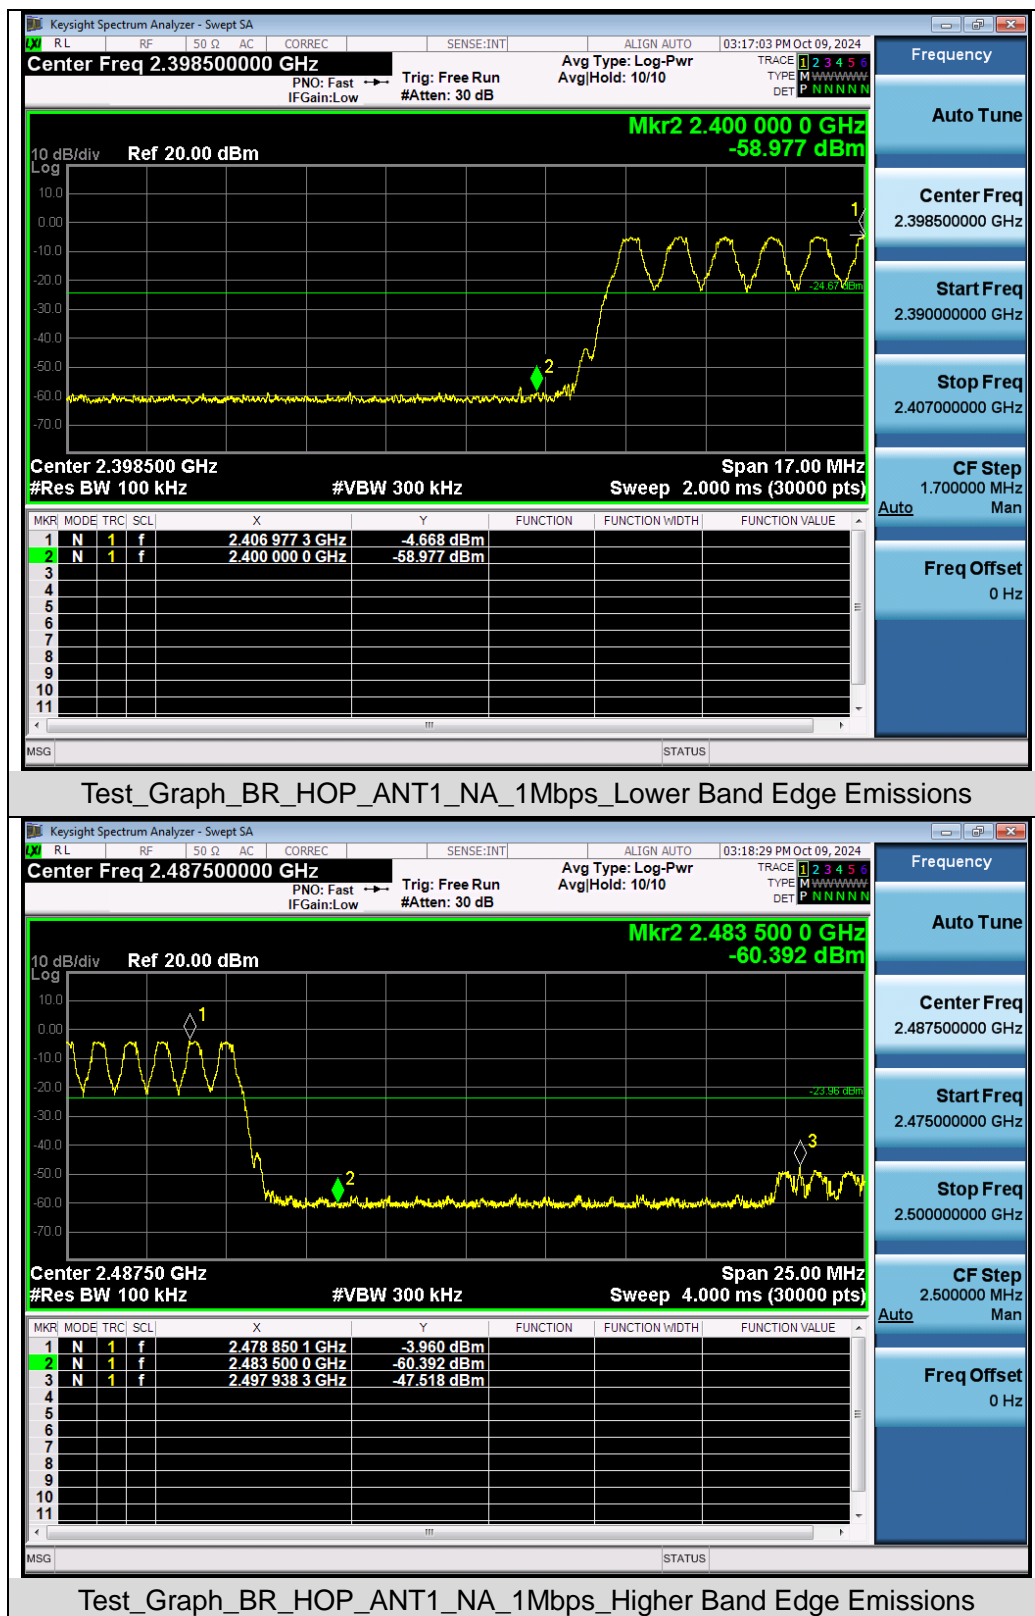 Keysight Spectrum Analyzer - Swept SA
LXI RL RF 50 Ω AC CORREC SENSE:INT ALIGN AUTO 03:17:03 PM Oct 09, 2024
Center Freq 2.398500000 GHz
PNO: Fast
IFGain:Low
Trig: Free Run
#Atten: 30 dB
Avg Type: Log-Pwr
Avg|Hold: 10/10
TRACE 1 2 3 4 5 6
TYPE M WWWWW
DET P N N N N N
Mkr2 2.400 000 0 GHz
-58.977 dBm
10 dB/div Ref 20.00 dBm
Log
10.0
0.00
-10.0
-20.0
-30.0
-40.0
-50.0
-60.0
-70.0
1
-24.67 dBm
2
Center 2.398500 GHz Span 17.00 MHz
#Res BW 100 kHz #VBW 300 kHz Sweep 2.000 ms (30000 pts)
MKR MODE TRC SCL X Y FUNCTION FUNCTION WIDTH FUNCTION VALUE
1 N 1 f 2.406 977 3 GHz -4.668 dBm
2 N 1 f 2.400 000 0 GHz -58.977 dBm
3
4
5
6
7
8
9
10
11
MSG STATUS
Frequency
Auto Tune
Center Freq
2.398500000 GHz
Start Freq
2.390000000 GHz
Stop Freq
2.407000000 GHz
CF Step
1.700000 MHz
Auto Man
Freq Offset
0 Hz
Test_Graph_BR_HOP_ANT1_NA_1Mbps_Lower Band Edge Emissions
Keysight Spectrum Analyzer - Swept SA
LXI RL RF 50 Ω AC CORREC SENSE:INT ALIGN AUTO 03:18:29 PM Oct 09, 2024
Center Freq 2.487500000 GHz
PNO: Fast
IFGain:Low
Trig: Free Run
#Atten: 30 dB
Avg Type: Log-Pwr
Avg|Hold: 10/10
TRACE 1 2 3 4 5 6
TYPE M WWWWW
DET P N N N N N
Mkr2 2.483 500 0 GHz
-60.392 dBm
10 dB/div Ref 20.00 dBm
Log
10.0
0.00
-10.0
-20.0
-30.0
-40.0
-50.0
-60.0
-70.0
1
-23.96 dBm
3
2
Center 2.48750 GHz Span 25.00 MHz
#Res BW 100 kHz #VBW 300 kHz Sweep 4.000 ms (30000 pts)
MKR MODE TRC SCL X Y FUNCTION FUNCTION WIDTH FUNCTION VALUE
1 N 1 f 2.478 850 1 GHz -3.960 dBm
2 N 1 f 2.483 500 0 GHz -60.392 dBm
3 N 1 f 2.497 938 3 GHz -47.518 dBm
4
5
6
7
8
9
10
11
MSG STATUS
Frequency
Auto Tune
Center Freq
2.487500000 GHz
Start Freq
2.475000000 GHz
Stop Freq
2.500000000 GHz
CF Step
2.500000 MHz
Auto Man
Freq Offset
0 Hz
Test_Graph_BR_HOP_ANT1_NA_1Mbps_Higher Band Edge Emissions